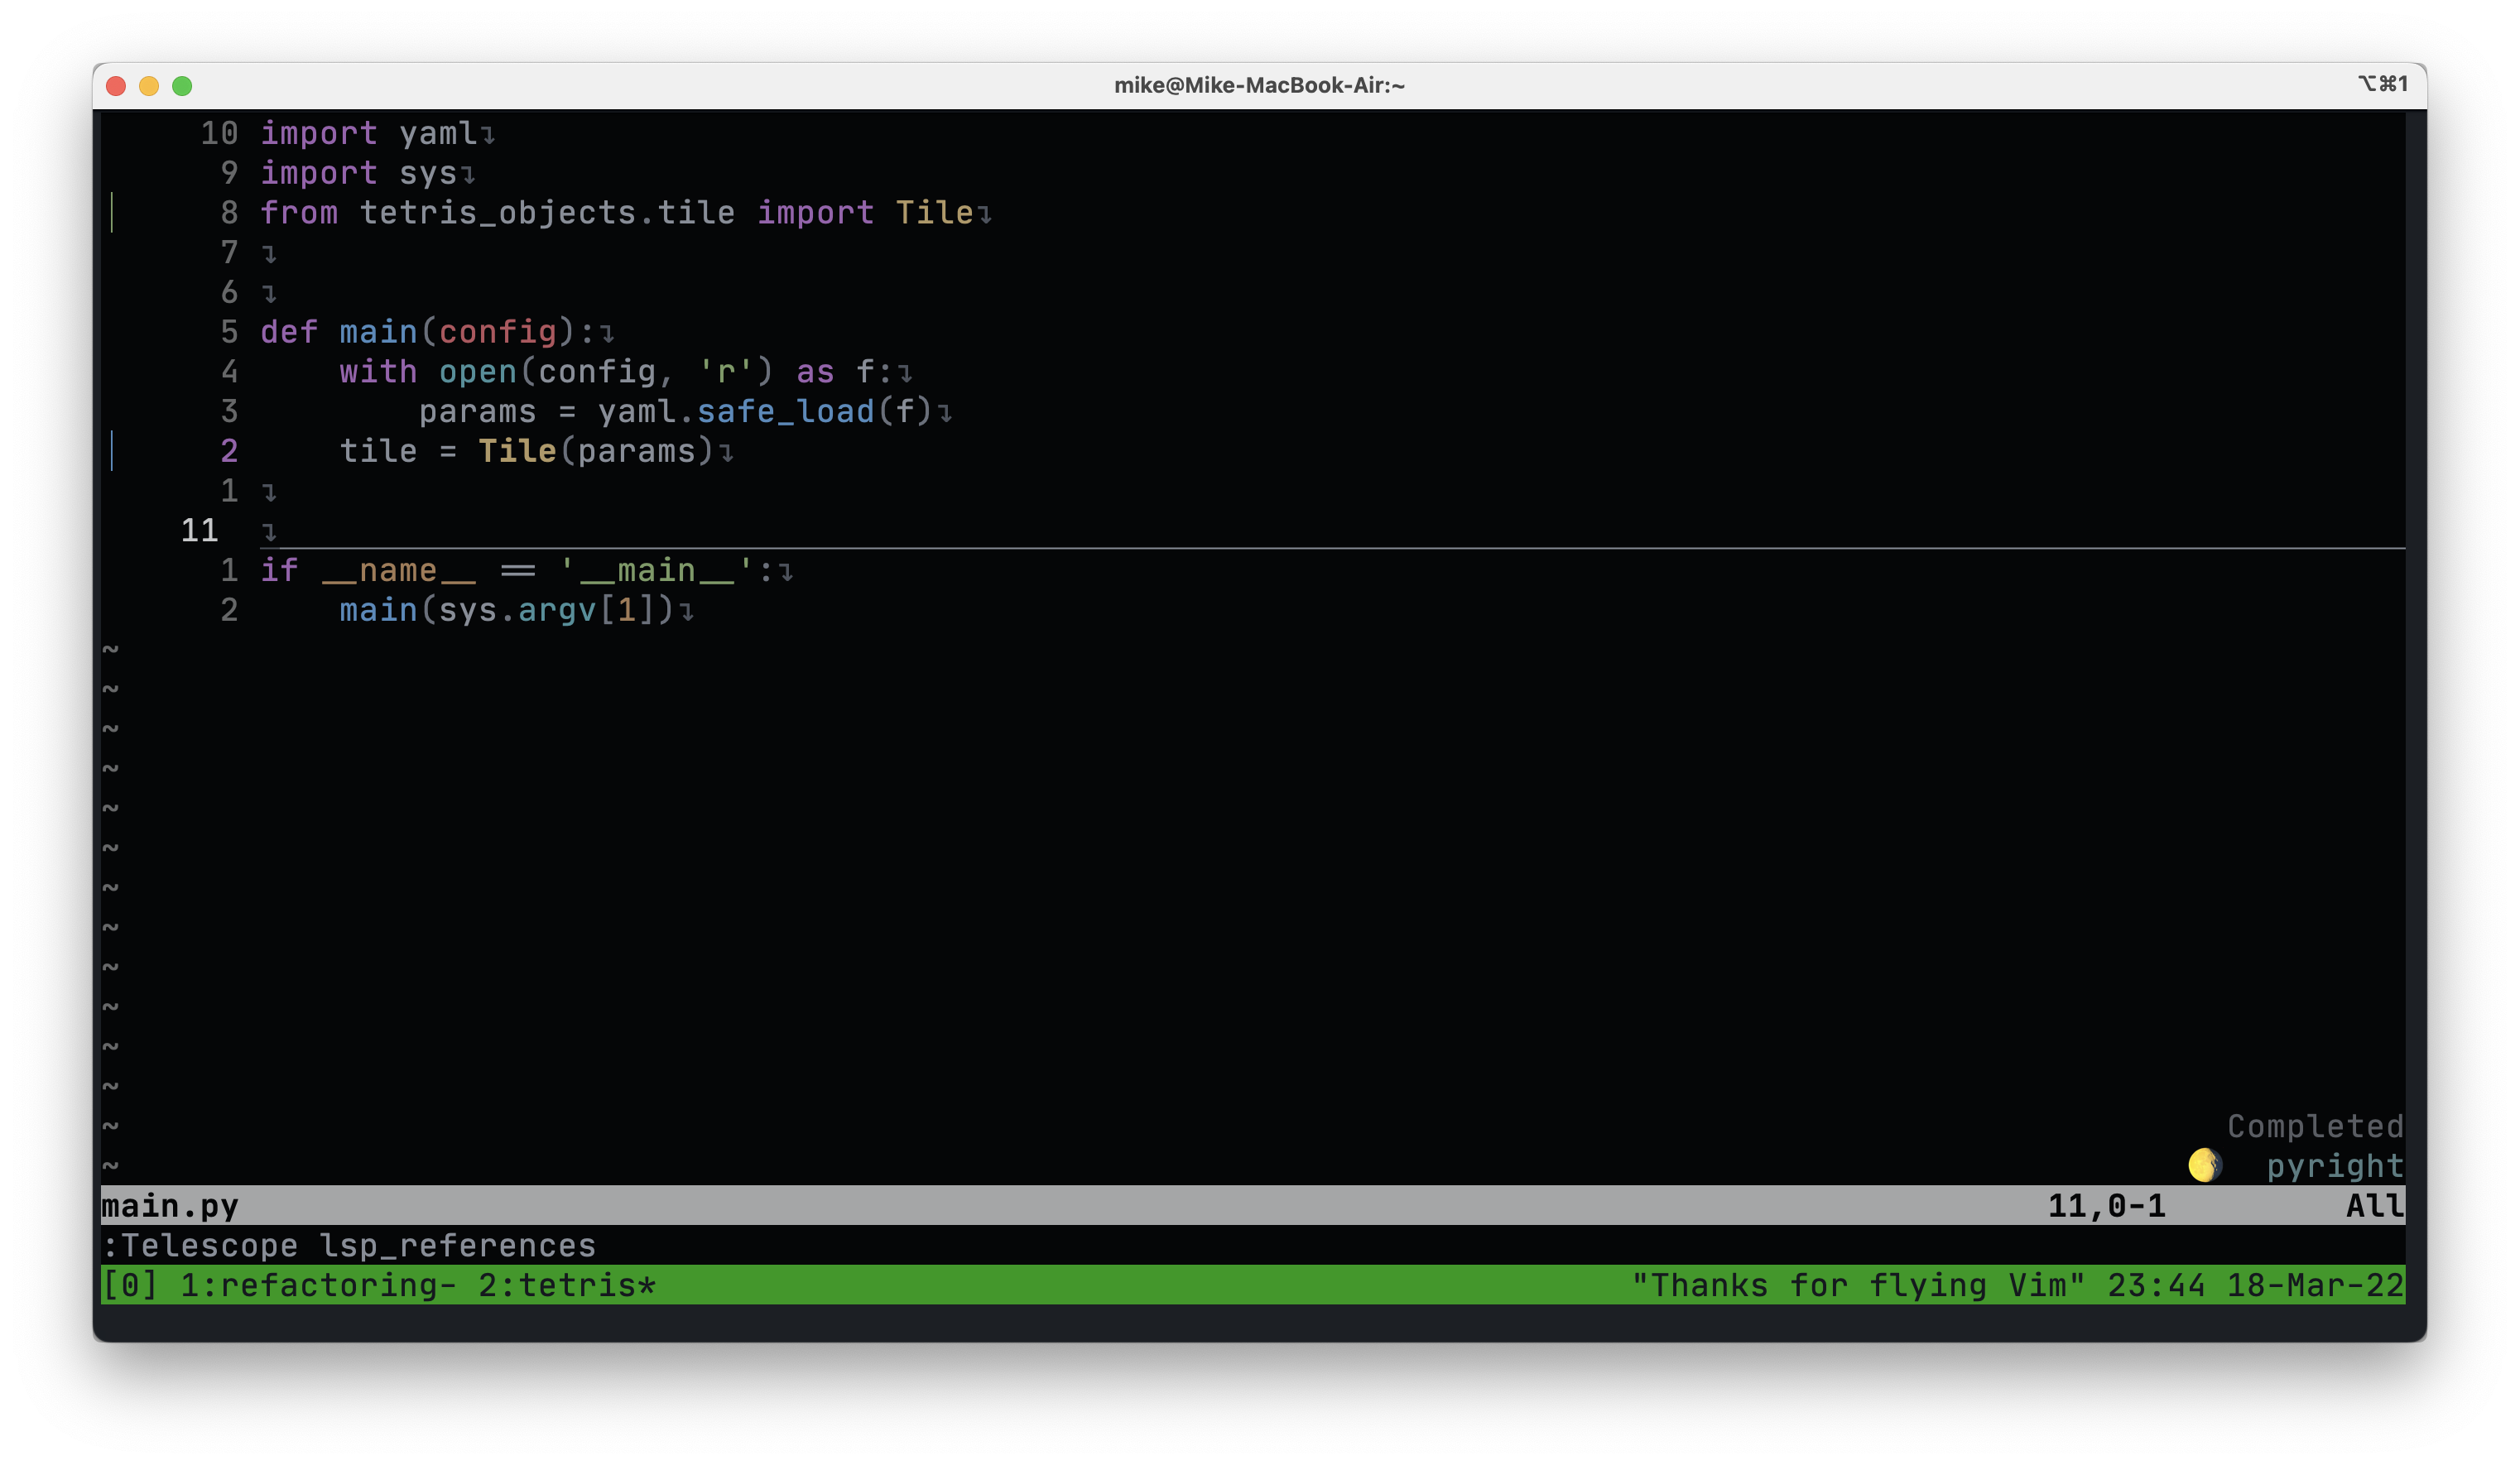 mike@Mike-MacBook-Air:~ ⌥⌘1
10 import yaml↴
9 import sys↴
8 from tetris_objects.tile import Tile↴
7 ↴
6 ↴
5 def main(config):↴
4     with open(config, 'r') as f:↴
3         params = yaml.safe_load(f)↴
2     tile = Tile(params)↴
1 ↴
11 ↴
1 if __name__ == '__main__':↴
2     main(sys.argv[1])↴
~
~
~
~
~
~
~
~
~
~
~
~
~ Completed
~ pyright
main.py 11,0-1 All
:Telescope lsp_references
[0] 1:refactoring- 2:tetris* "Thanks for flying Vim" 23:44 18-Mar-22